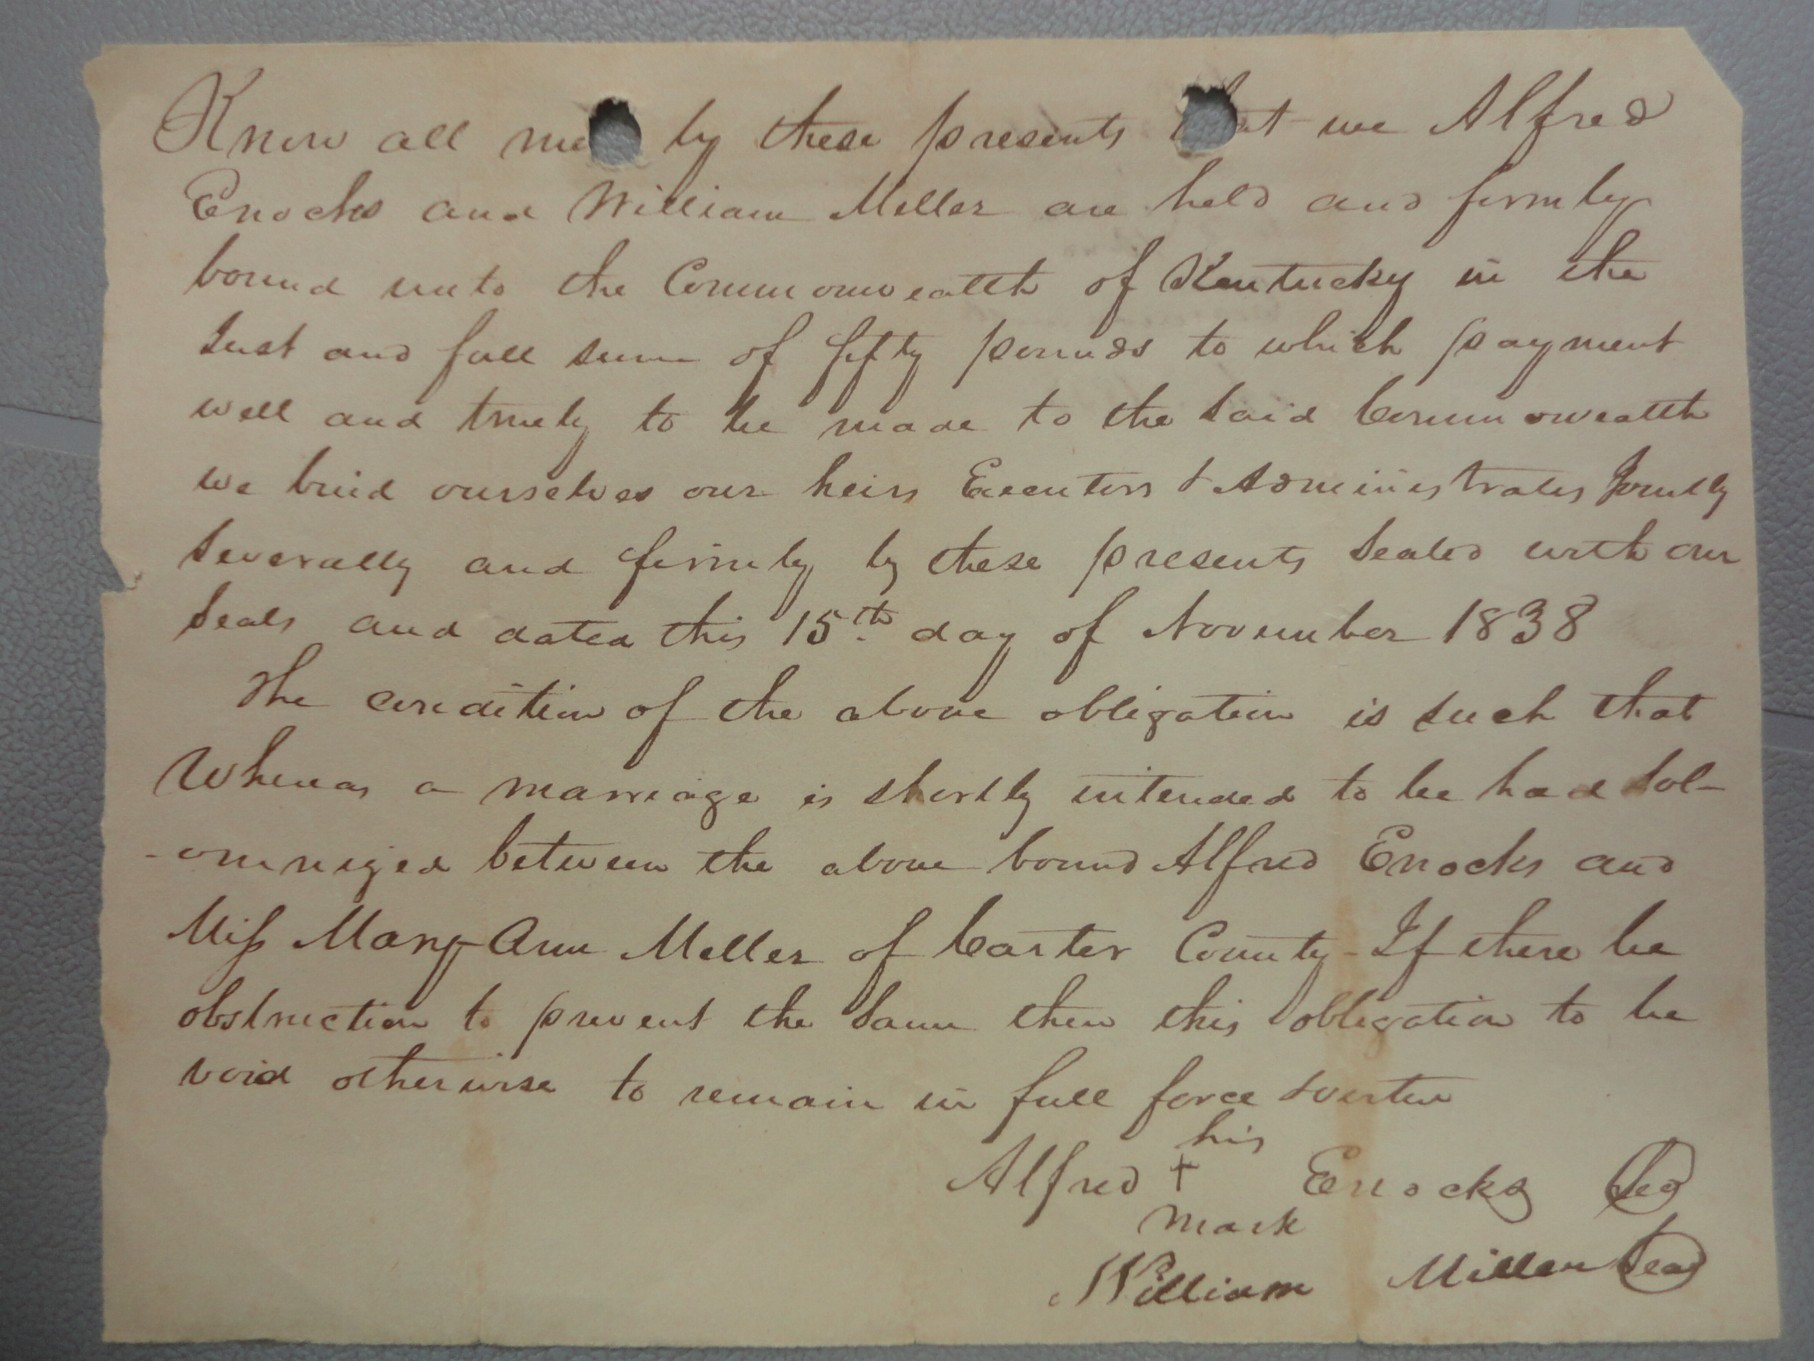 Know all men by these presents that we Alfred
Enocks and William Miller are held and firmly
bound unto the Commonwealth of Kentucky in the
Just and full sum of fifty pounds to which payment
well and truely to be made to the said Commonwealth
we bind ourselves our heirs Executors & Administrates Jointly
severally and firmly by these presents sealed with our
seals and dated this 15th day of November 1838
The condition of the above obligation is such that
Whereas a marriage is shortly intended to be had sol-
-omnized between the above bound Alfred Enocks and
Miss Mary-Ann Miller of Carter County - If there be
obstruction to prevent the same then this obligation to be
void otherwise to remain in full force & vertue
his
Alfred + Enocks Seal
mark
William Miller Seal